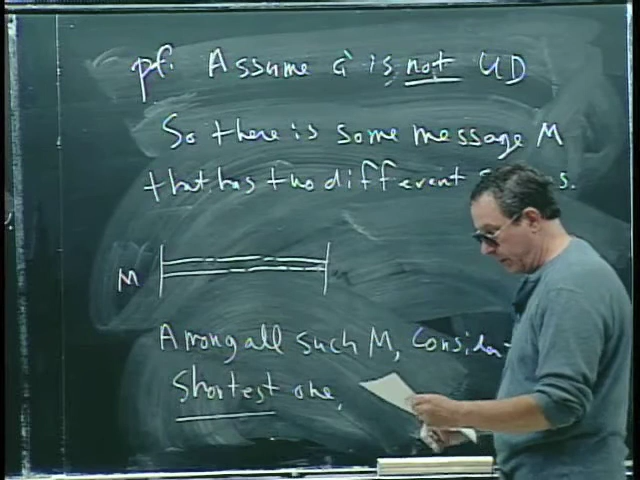 pf: Assume G is not UD
So there is some message M
that has two different s.
M
Among all such M, Consider
Shortest one,